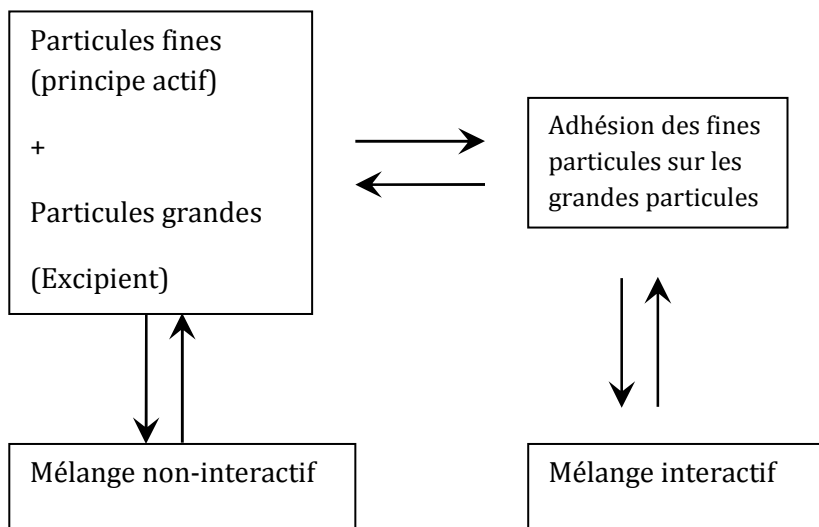 Particules fines
(principe actif)
+
Particules grandes
(Excipient)
Adhésion des fines
particules sur les
grandes particules
Mélange non-interactif
Mélange interactif